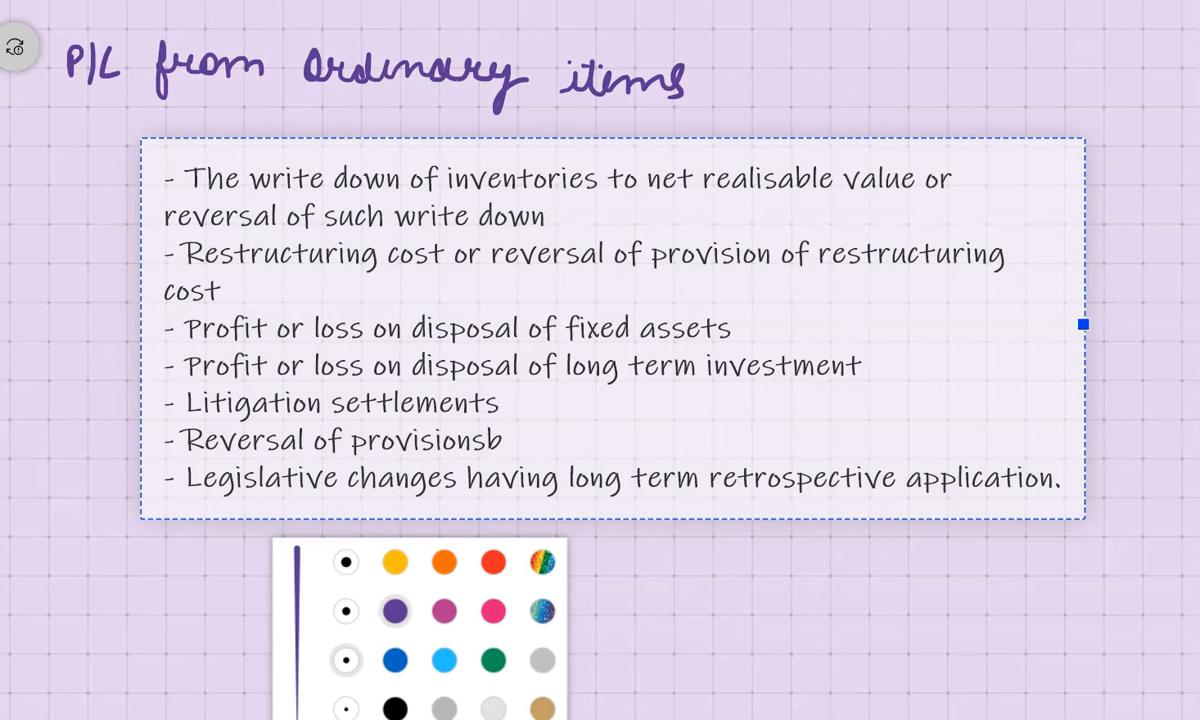 P/L from ordinary items
- The write down of inventories to net realisable value or
reversal of such write down
- Restructuring cost or reversal of provision of restructuring
cost
- Profit or loss on disposal of fixed assets
- Profit or loss on disposal of long term investment
- Litigation settlements
- Reversal of provisionsb
- Legislative changes having long term retrospective application.